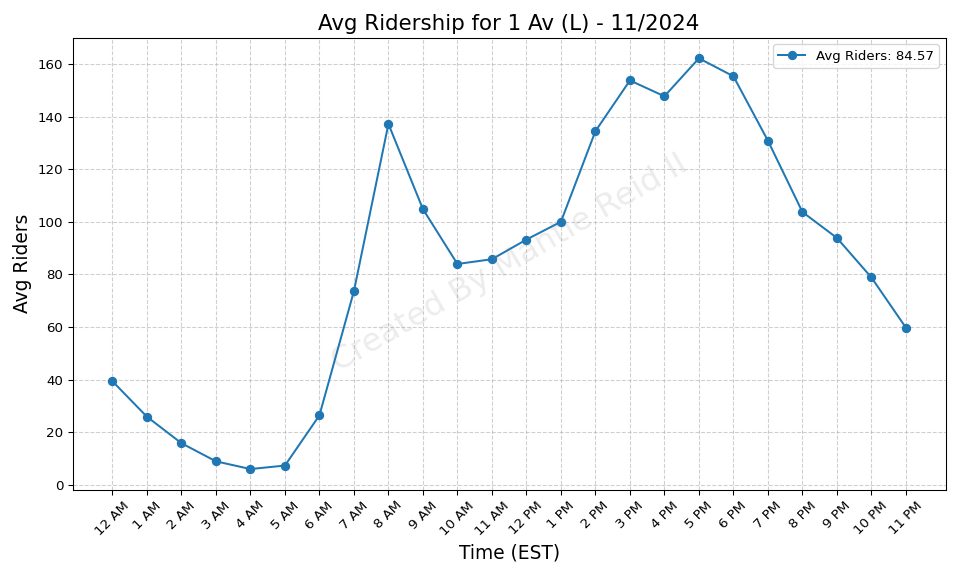 Avg Ridership for 1 Av (L) - 11/2024
Avg Riders: 84.57
Avg Riders
160
140
120
100
80
60
40
20
0
Created By Mantie Reid II
12 AM
1 AM
2 AM
3 AM
4 AM
5 AM
6 AM
7 AM
8 AM
9 AM
10 AM
11 AM
12 PM
1 PM
2 PM
3 PM
4 PM
5 PM
6 PM
7 PM
8 PM
9 PM
10 PM
11 PM
Time (EST)